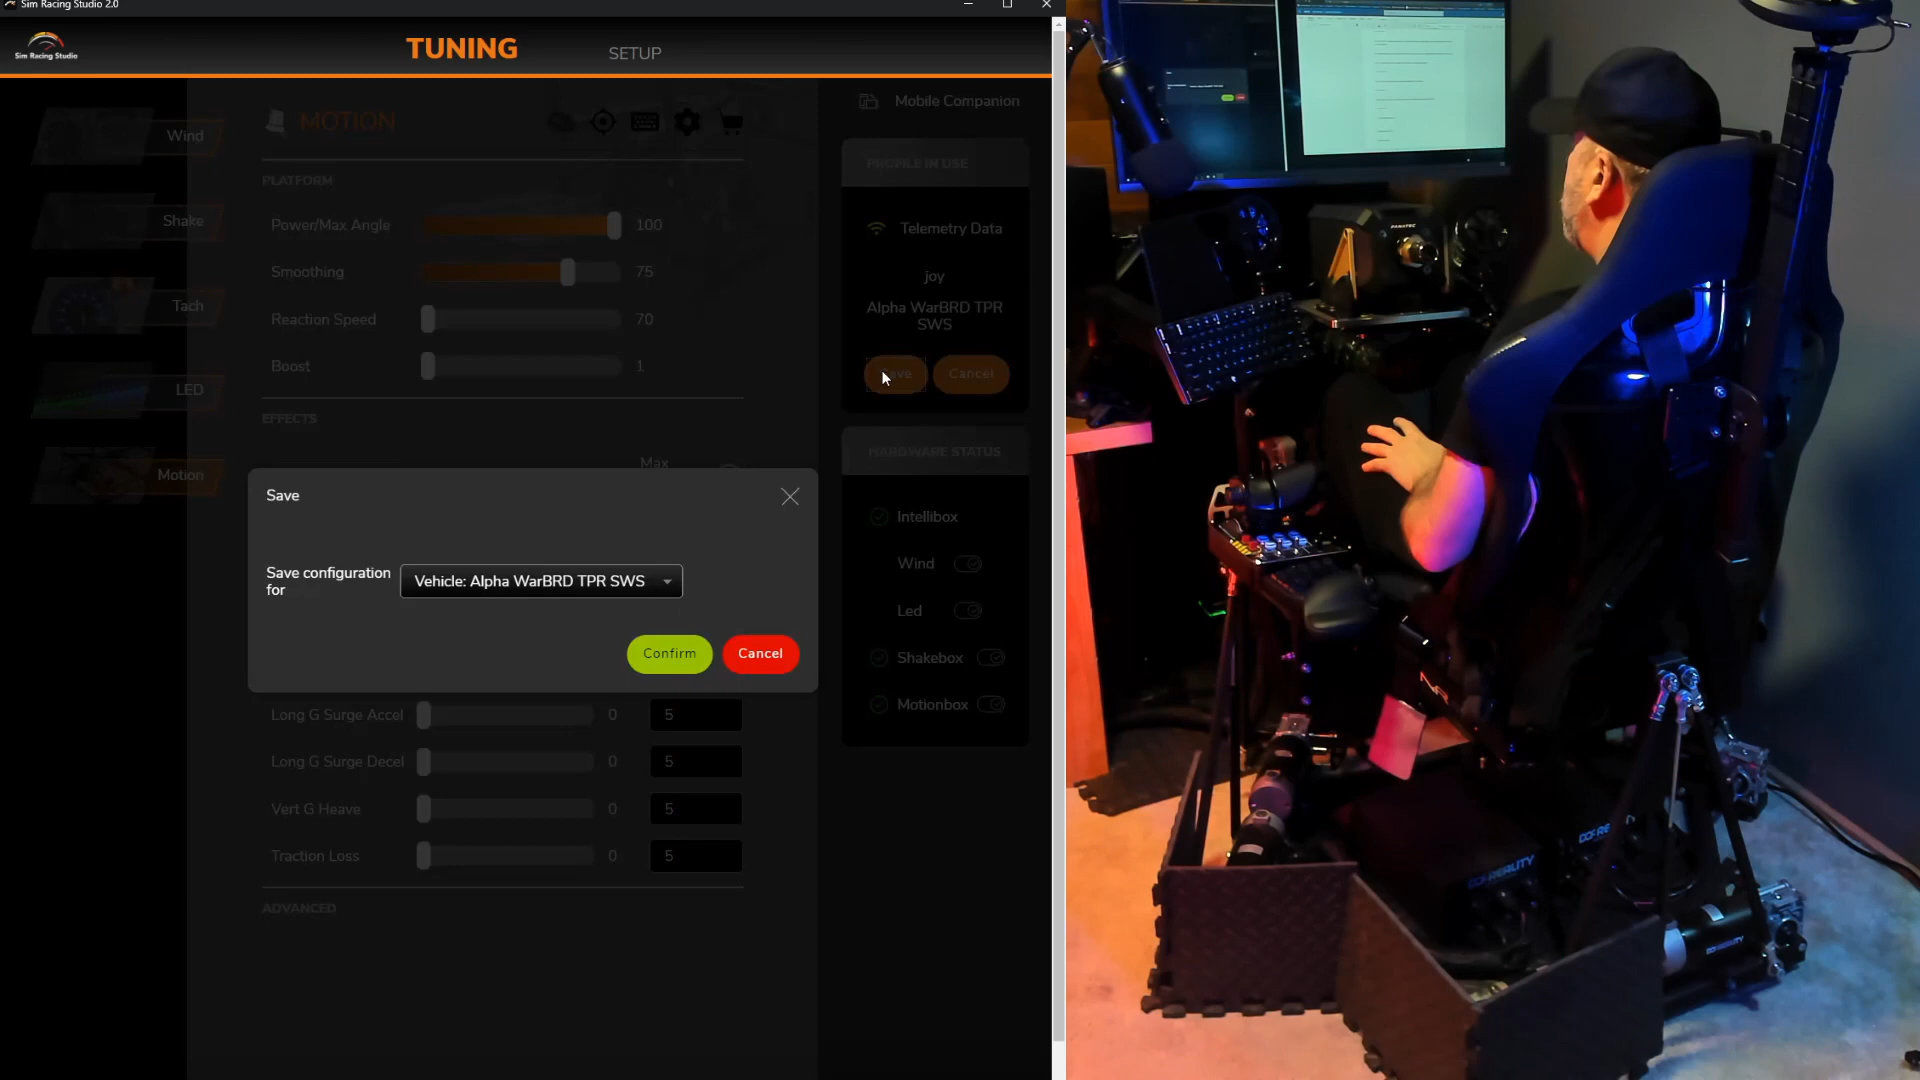 Sim Racing Studio 2.0
Sim Racing Studio
TUNING
SETUP
Wind
Shake
Tach
LED
Motion
MOTION
PLATFORM
Power/Max Angle 100
Smoothing 75
Reaction Speed 70
Boost 1
EFFECTS
Max
Save
Save configuration
for
Vehicle: Alpha WarBRD TPR SWS
Confirm
Cancel
Long G Surge Accel 0 5
Long G Surge Decel 0 5
Vert G Heave 0 5
Traction Loss 0 5
ADVANCED
Mobile Companion
PROFILE IN USE
Telemetry Data
joy
Alpha WarBRD TPR
SWS
Save
Cancel
HARDWARE STATUS
Intellibox
Wind
Led
Shakebox
Motionbox
FANATEC
DOFREALITY
DOFREALITY